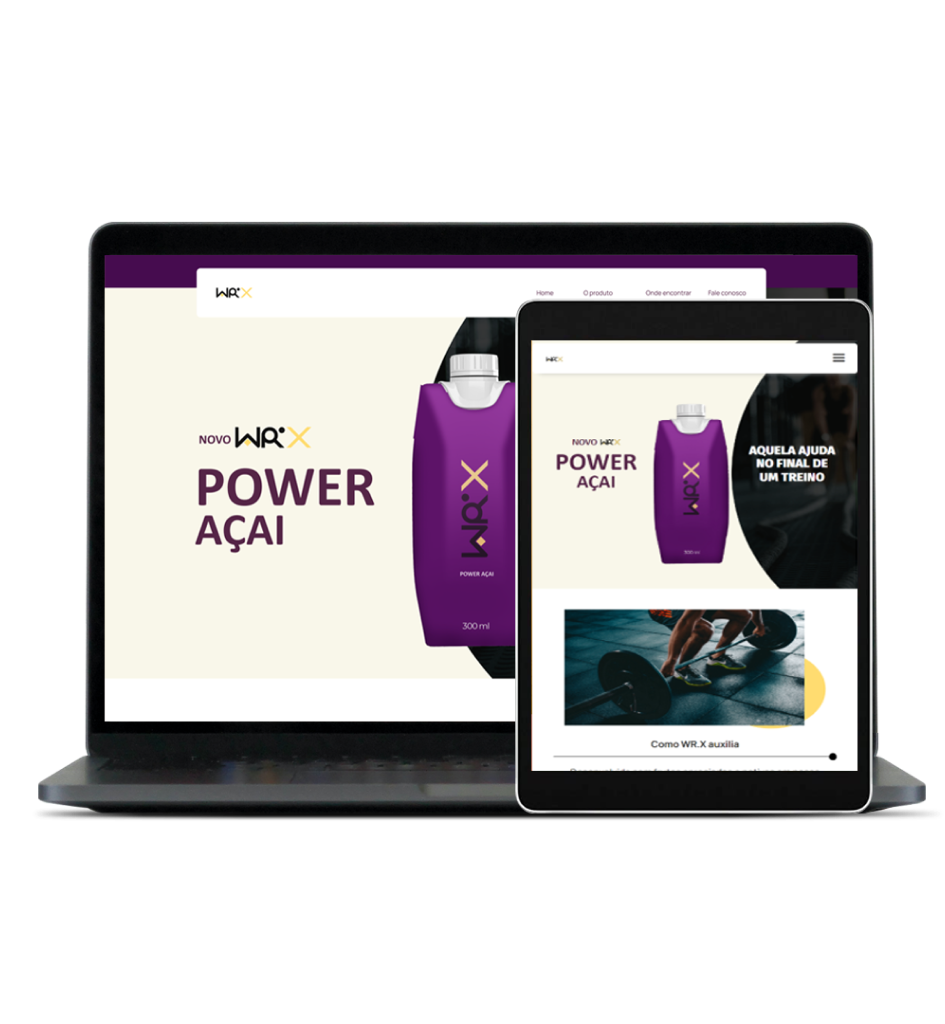 WR.X
Home O produto Onde encontrar Fale conosco
NOVO WR.X
POWER
AÇAI
WR.X
POWER AÇAI
300 ml
WR.X
NOVO WR.X
POWER
AÇAI
WR.X
300 ml
AQUELA AJUDA
NO FINAL DE
UM TREINO
Como WR.X auxilia